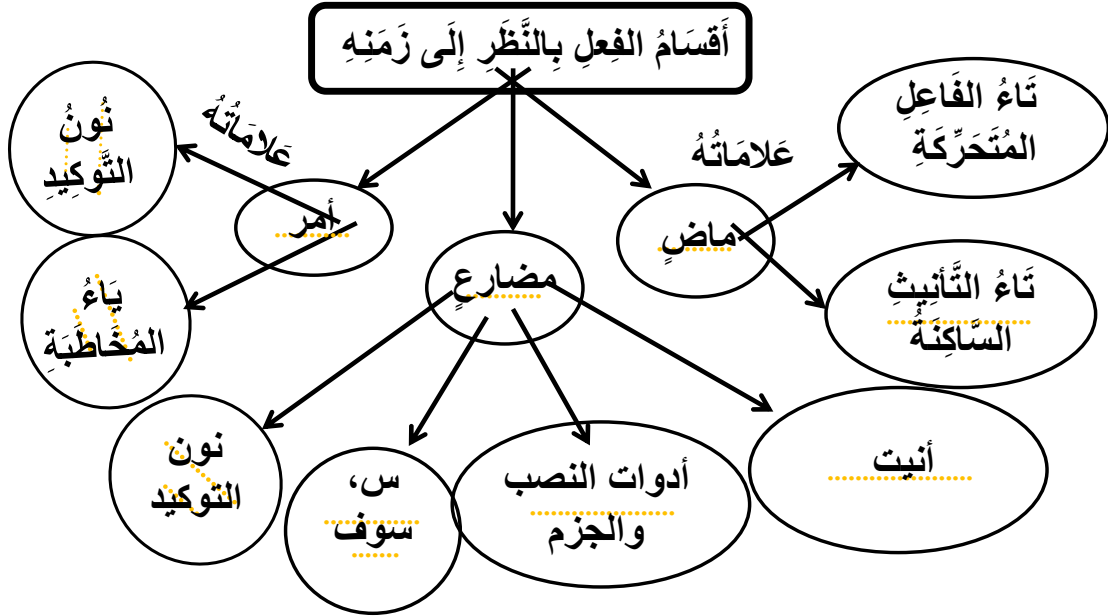 أَقسَامُ الفِعلِ بِالنَّظَرِ إِلَى زَمَنِهِ
تَاءُ الفَاعِلِ
المُتَحَرِّكَةِ
عَلامَاتُهُ
ماضٍ
تَاءُ التَّأنِيثِ
السَّاكِنَةُ
عَلامَاتُهُ
أمر
نُونُ
التَّوكِيدِ
يَاءُ
المُخَاطَبَةِ
مضارعٍ
أنيت
أدوات النصب
والجزم
س،
سوف
نون
التوكيد